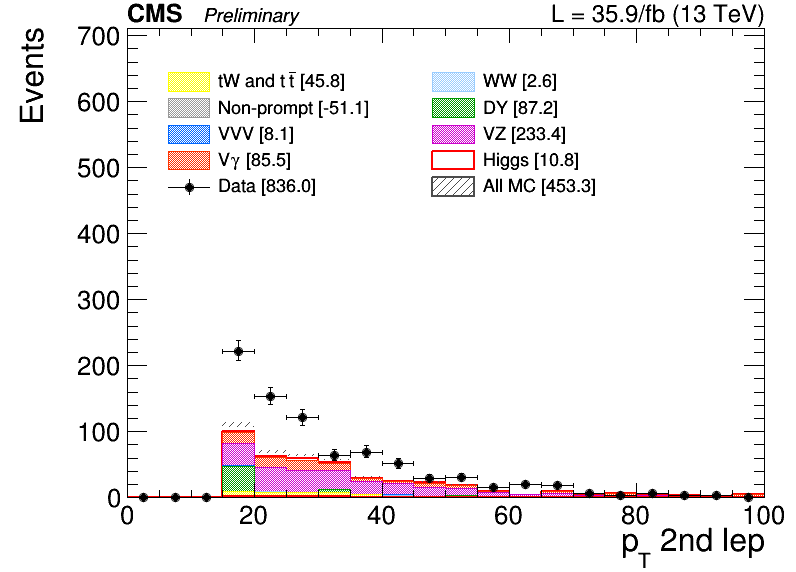 CMS Preliminary L = 35.9/fb (13 TeV)
Events
700
600
500
400
300
200
100
0
tW and t t̄ [45.8]
Non-prompt [-51.1]
VVV [8.1]
Vγ [85.5]
Data [836.0]
WW [2.6]
DY [87.2]
VZ [233.4]
Higgs [10.8]
All MC [453.3]
0 20 40 60 80 100
p_T 2nd lep